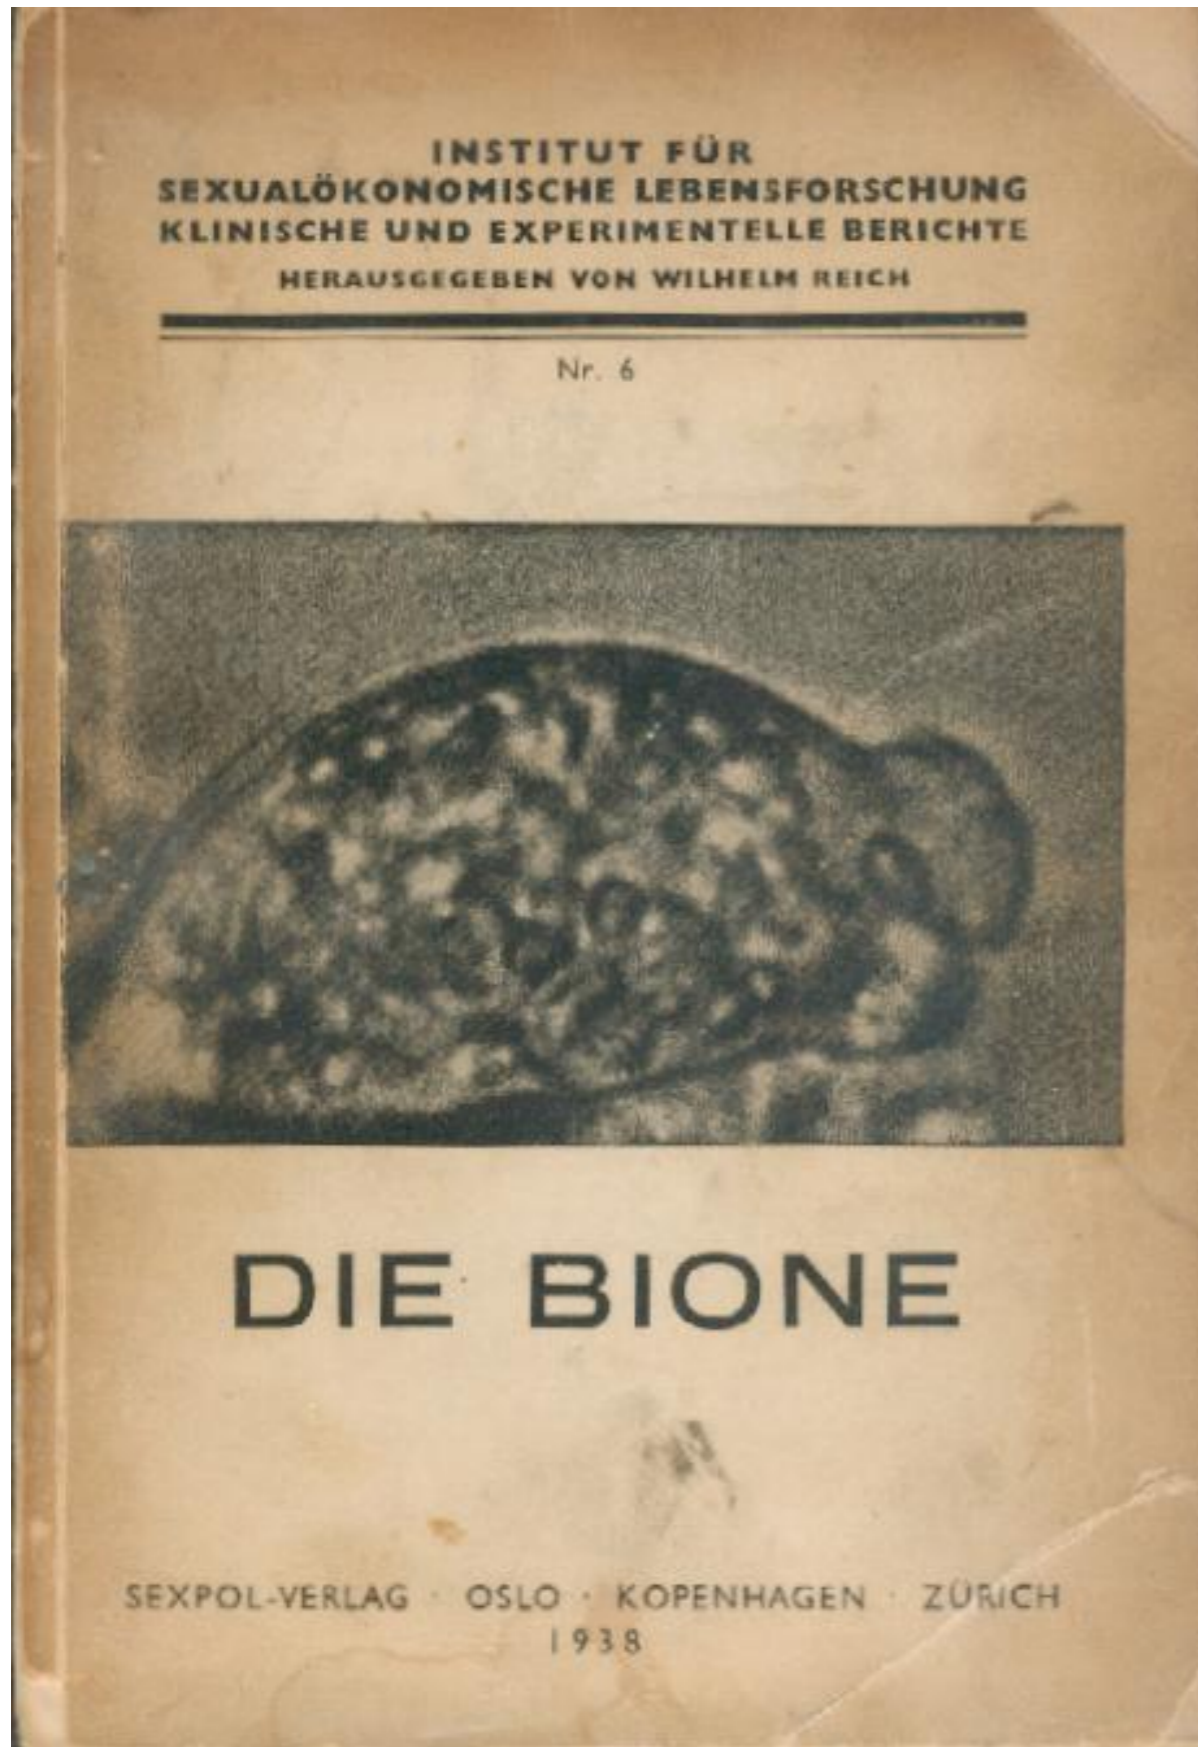 INSTITUT FÜR
SEXUALÖKONOMISCHE LEBENSFORSCHUNG
KLINISCHE UND EXPERIMENTELLE BERICHTE
HERAUSGEGEBEN VON WILHELM REICH
Nr. 6
DIE BIONE
SEXPOL-VERLAG · OSLO · KOPENHAGEN · ZÜRICH
1938